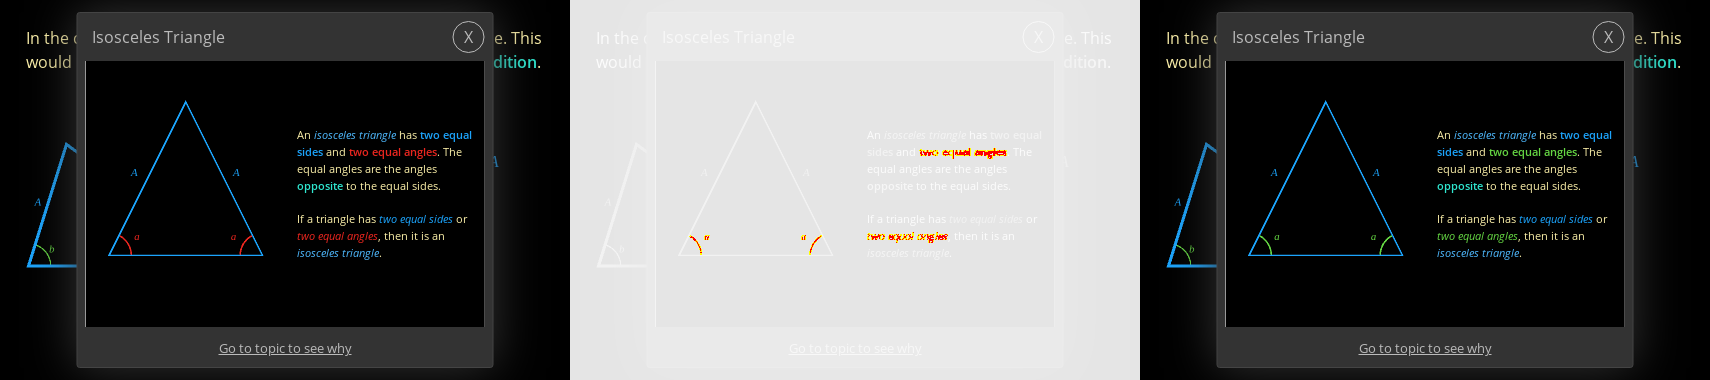 In the
e. This
would
dition.
Isosceles Triangle
X
A
A
A
A
a
a
b
An isosceles triangle has two equal
sides and two equal angles. The
equal angles are the angles
opposite to the equal sides.
If a triangle has two equal sides or
two equal angles, then it is an
isosceles triangle.
Go to topic to see why
In the
e. This
would
dition.
Isosceles Triangle
X
A
A
A
A
a
a
b
An isosceles triangle has two equal
sides and two equal angles. The
equal angles are the angles
opposite to the equal sides.
If a triangle has two equal sides or
two equal angles, then it is an
isosceles triangle.
Go to topic to see why
In the
e. This
would
dition.
Isosceles Triangle
X
A
A
A
A
a
a
b
An isosceles triangle has two equal
sides and two equal angles. The
equal angles are the angles
opposite to the equal sides.
If a triangle has two equal sides or
two equal angles, then it is an
isosceles triangle.
Go to topic to see why